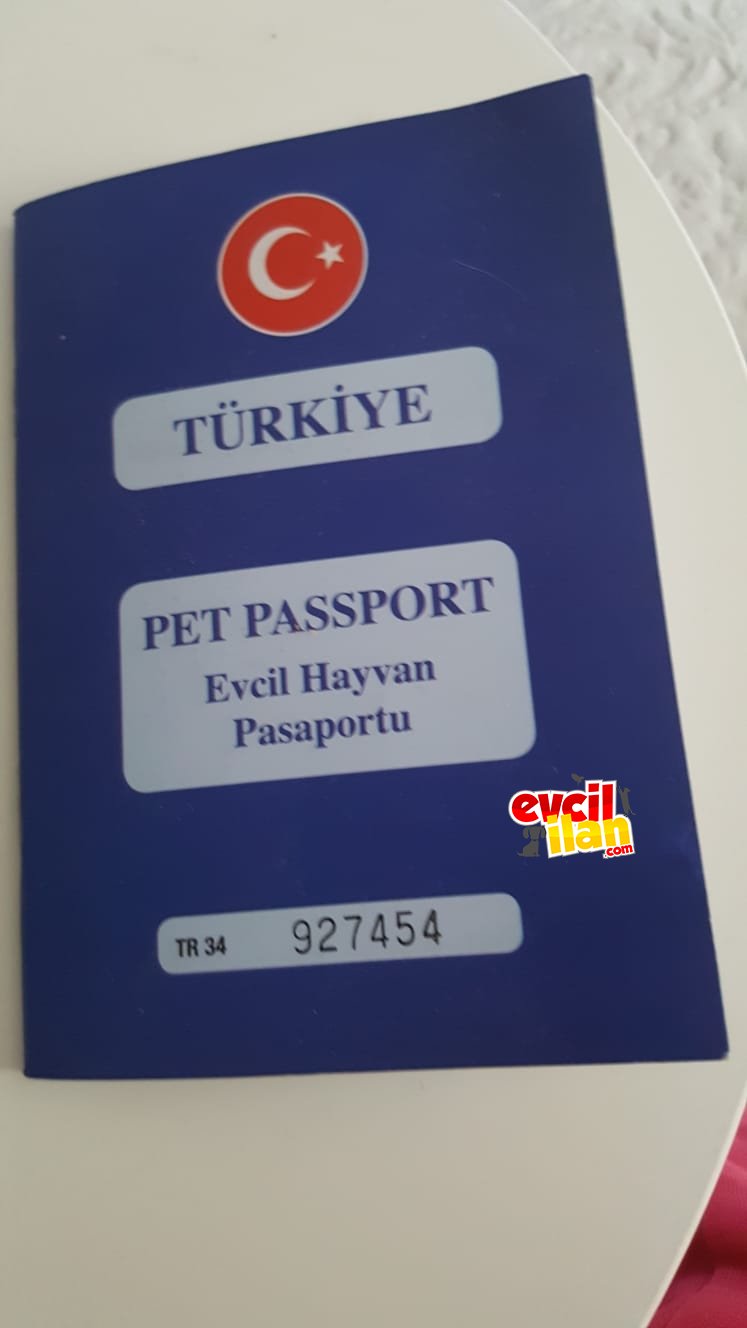 TÜRKİYE
PET PASSPORT
Evcil Hayvan
Pasaportu
evcil
ilan
.com
TR 34 927454